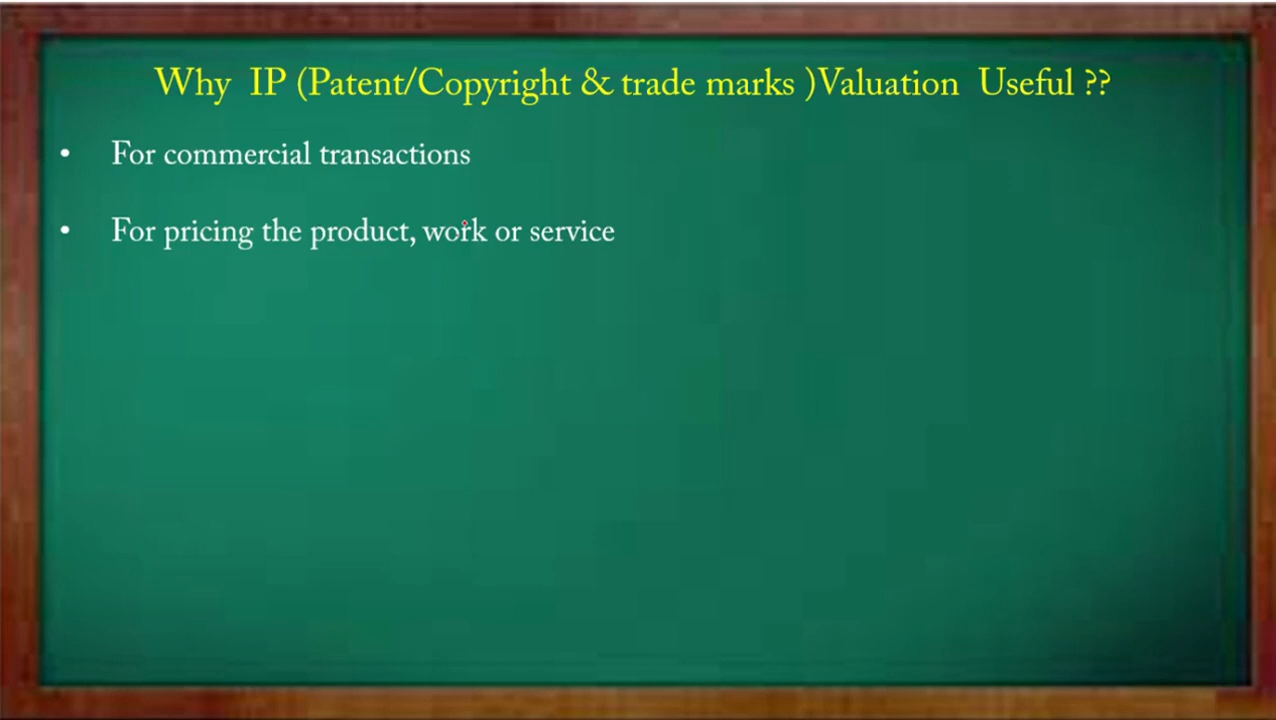 Why IP (Patent/Copyright & trade marks )Valuation Useful ??
• For commercial transactions
• For pricing the product, work or service